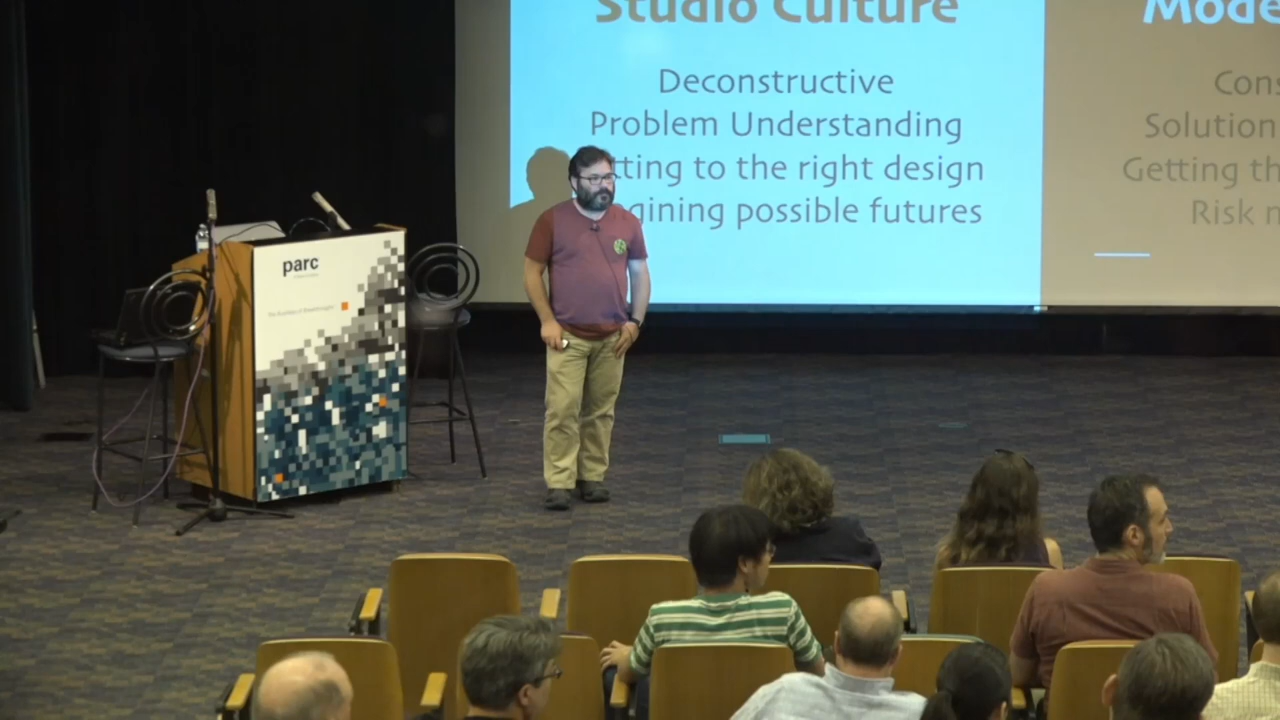 Studio Culture
Deconstructive
Problem Understanding
tting to the right design
gining possible futures
Mode
Cons
Solution
Getting th
Risk m
parc